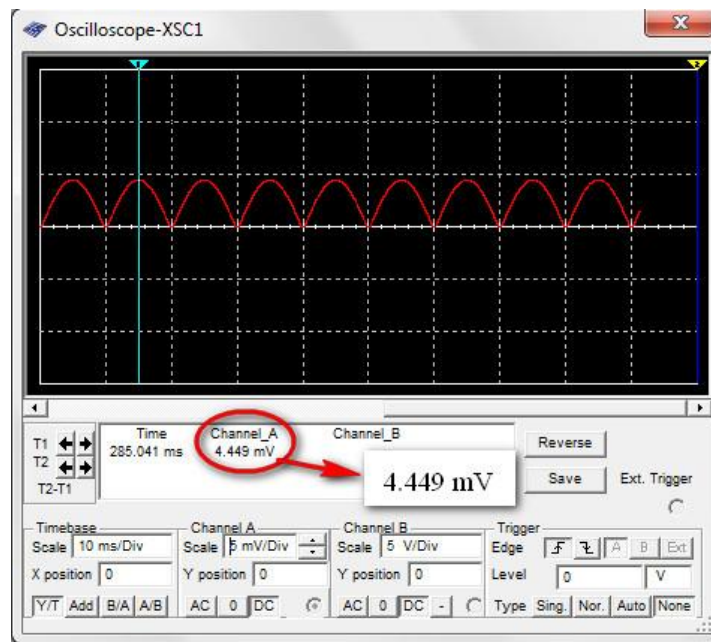 Oscilloscope-XSC1
1 2
Time Channel_A Channel_B
T1 285.041 ms 4.449 mV
T2
T2-T1
4.449 mV
Reverse
Save
Ext. Trigger
Timebase Channel A Channel B Trigger
Scale 10 ms/Div Scale 5 mV/Div Scale 5 V/Div Edge A B Ext
X position 0 Y position 0 Y position 0 Level 0 V
Y/T Add B/A A/B AC 0 DC AC 0 DC - Type Sing. Nor. Auto None